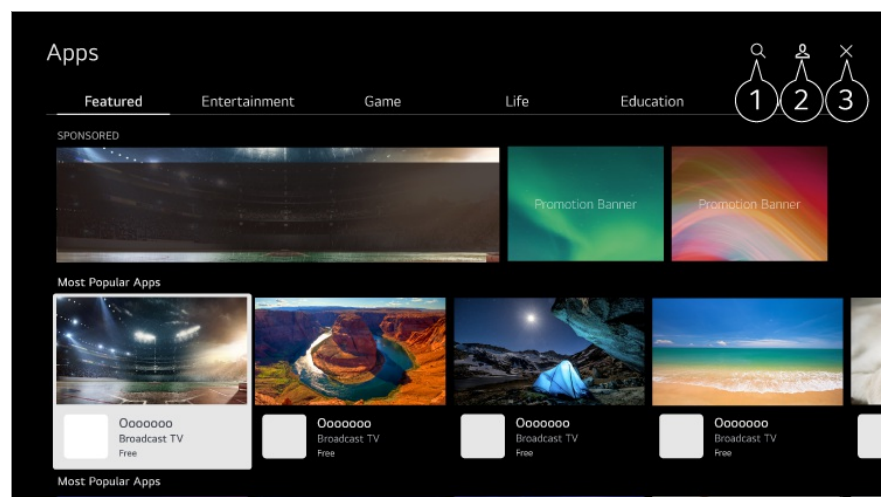 Apps
Featured Entertainment Game Life Education
1 2 3
SPONSORED
Promotion Banner Promotion Banner
Most Popular Apps
Ooooooo Ooooooo Ooooooo Ooooooo
Broadcast TV Broadcast TV Broadcast TV Broadcast TV
Free Free Free Free
Most Popular Apps